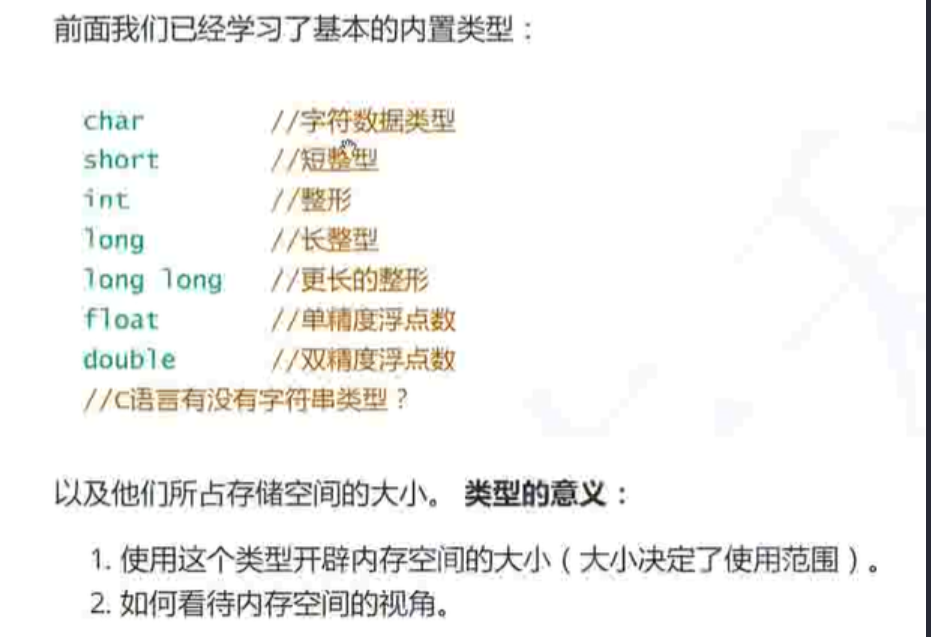 前面我们已经学习了基本的内置类型：
char //字符数据类型
short //短整型
int //整形
long //长整型
long long //更长的整形
float //单精度浮点数
double //双精度浮点数
//C语言有没有字符串类型？
以及他们所占存储空间的大小。 类型的意义：
1. 使用这个类型开辟内存空间的大小（大小决定了使用范围）。
2. 如何看待内存空间的视角。